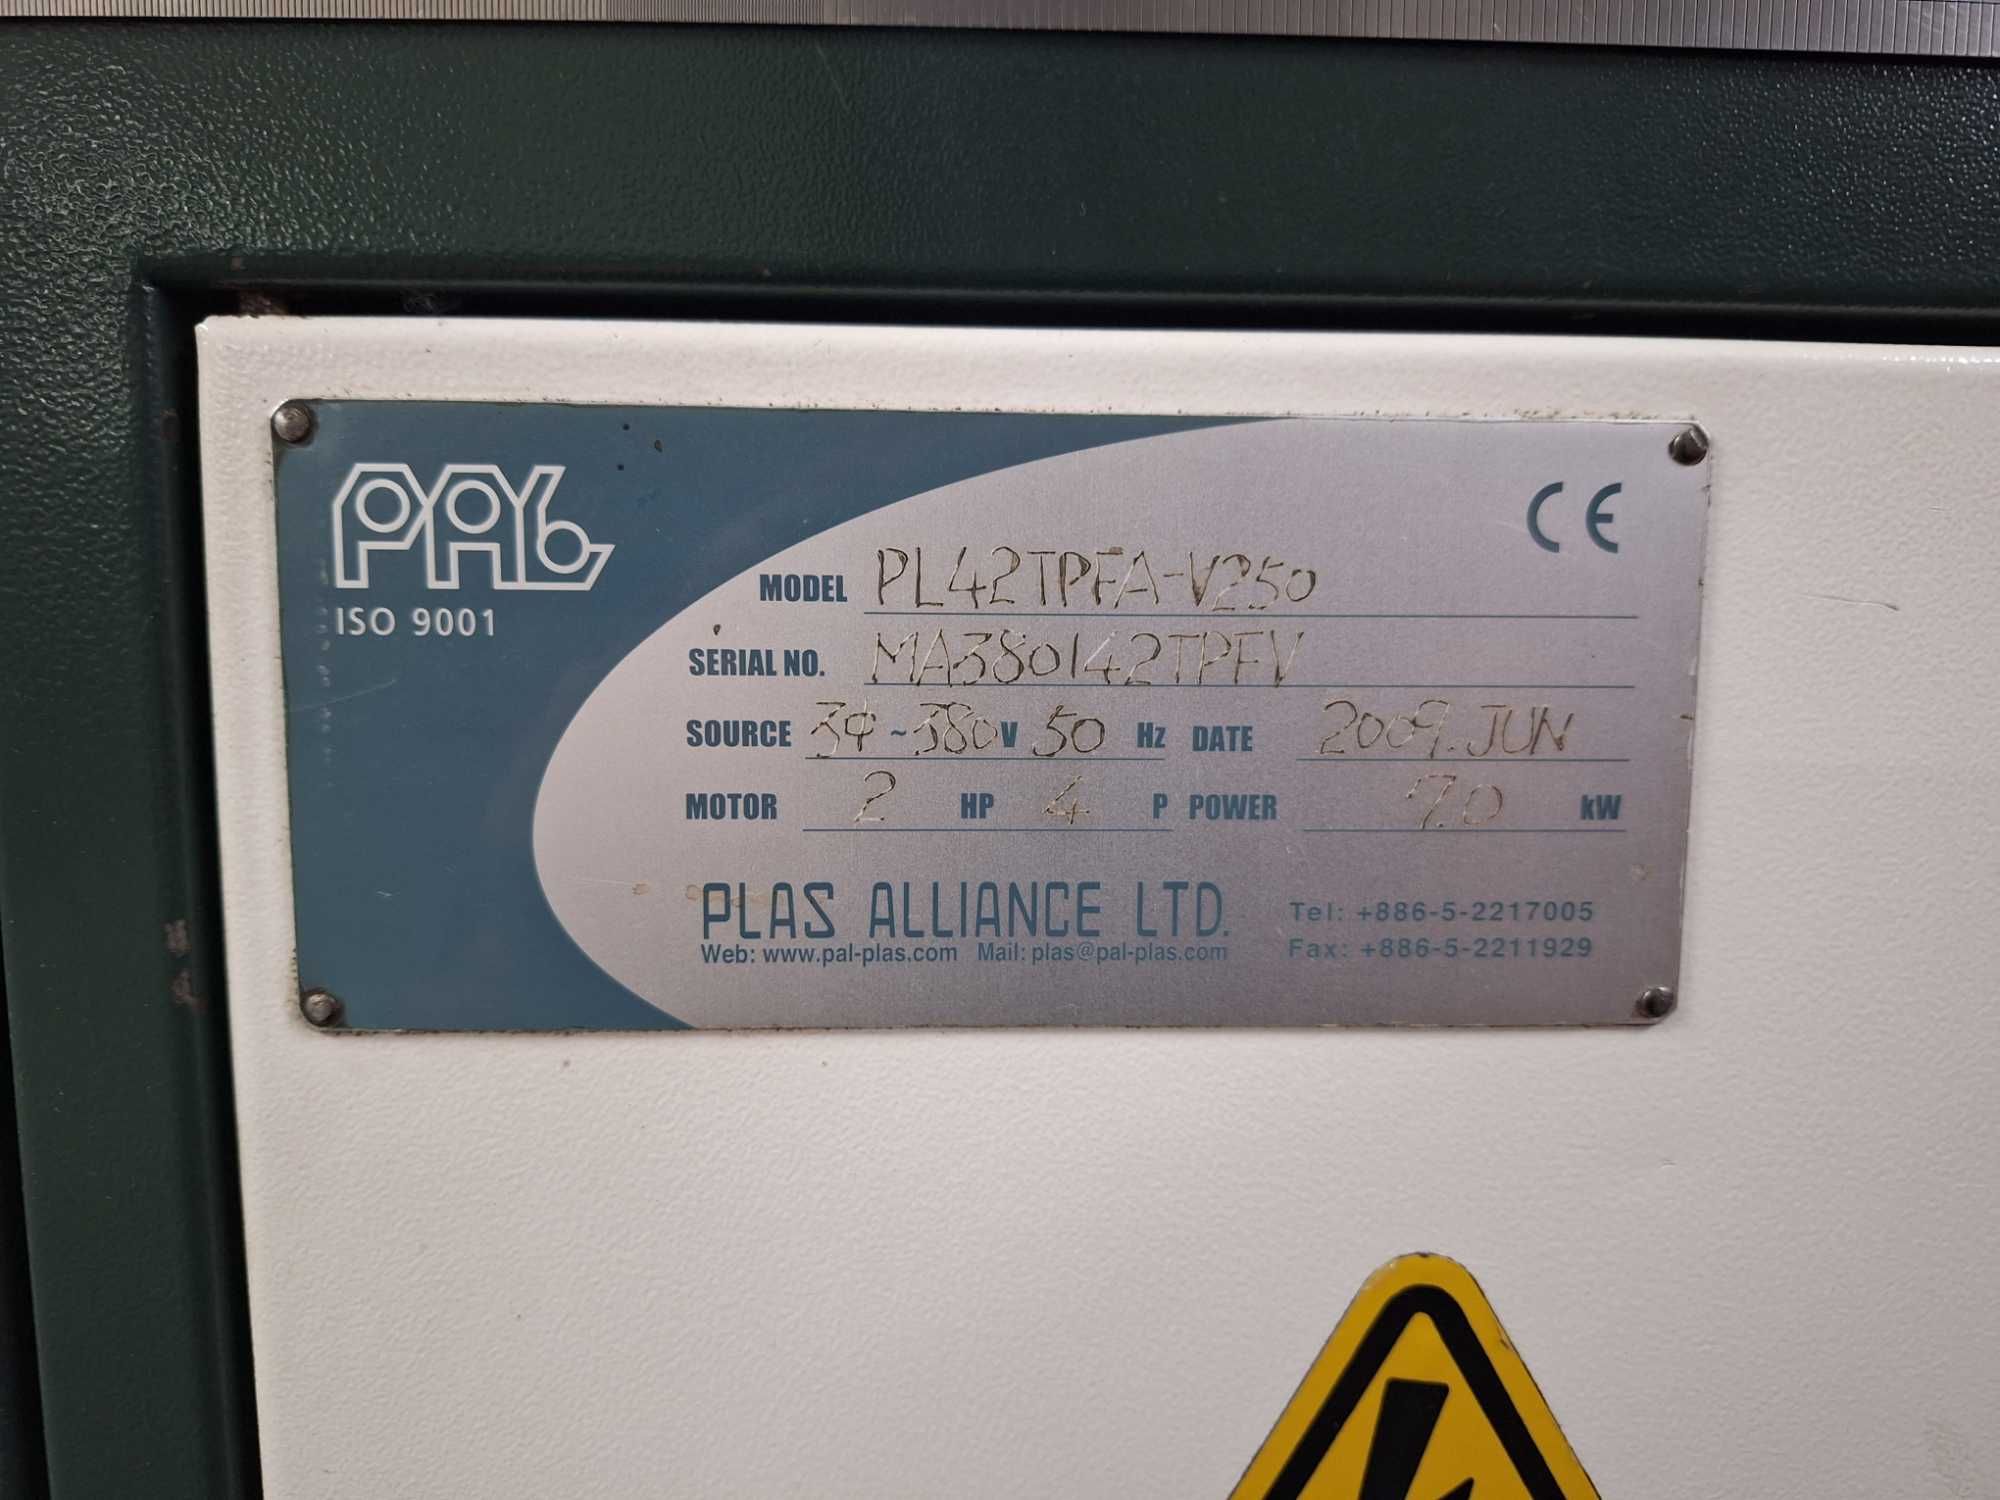 PAL
ISO 9001
CE
MODEL PL42TPFA-V250
SERIAL NO. MA380142TPFV
SOURCE 3Φ ~380V 50 Hz DATE 2009.JUN
MOTOR 2 HP 4 P POWER 7.0 kW
PLAS ALLIANCE LTD.
Web: www.pal-plas.com Mail: plas@pal-plas.com
Tel: +886-5-2217005
Fax: +886-5-2211929